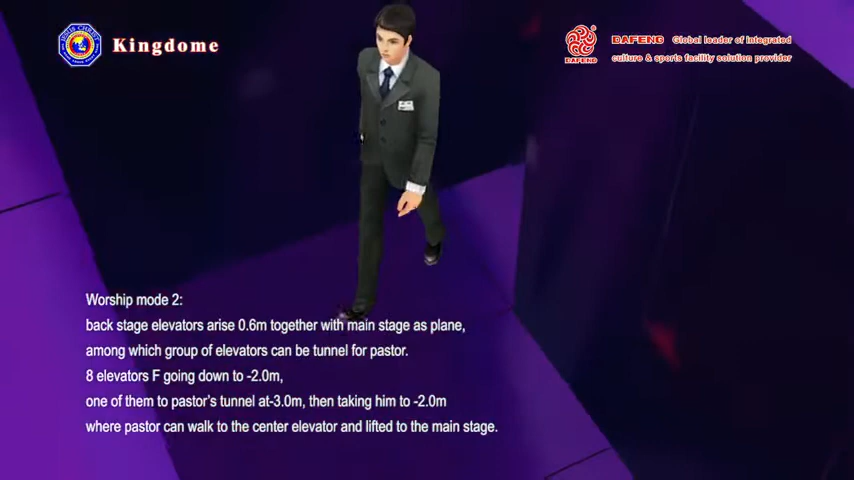 JESUS CHRIST
Kingdome
DAFENG
DAFENG Global leader of integrated
culture & sports facility solution provider
Worship mode 2:
back stage elevators arise 0.6m together with main stage as plane,
among which group of elevators can be tunnel for pastor.
8 elevators F going down to -2.0m,
one of them to pastor's tunnel at-3.0m, then taking him to -2.0m
where pastor can walk to the center elevator and lifted to the main stage.